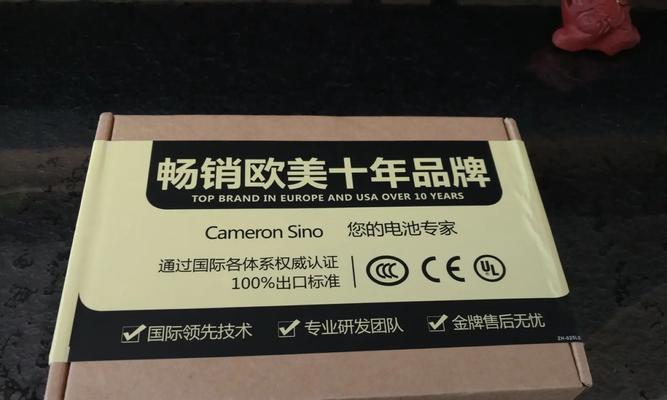 畅销欧美十年品牌
TOP BRAND IN EUROPE AND USA OVER 10 YEARS
Cameron Sino 您的电池专家
通过国际各体系权威认证
100%出口标准
CCC CE UL
国际领先技术 专业研发团队 金牌售后无忧